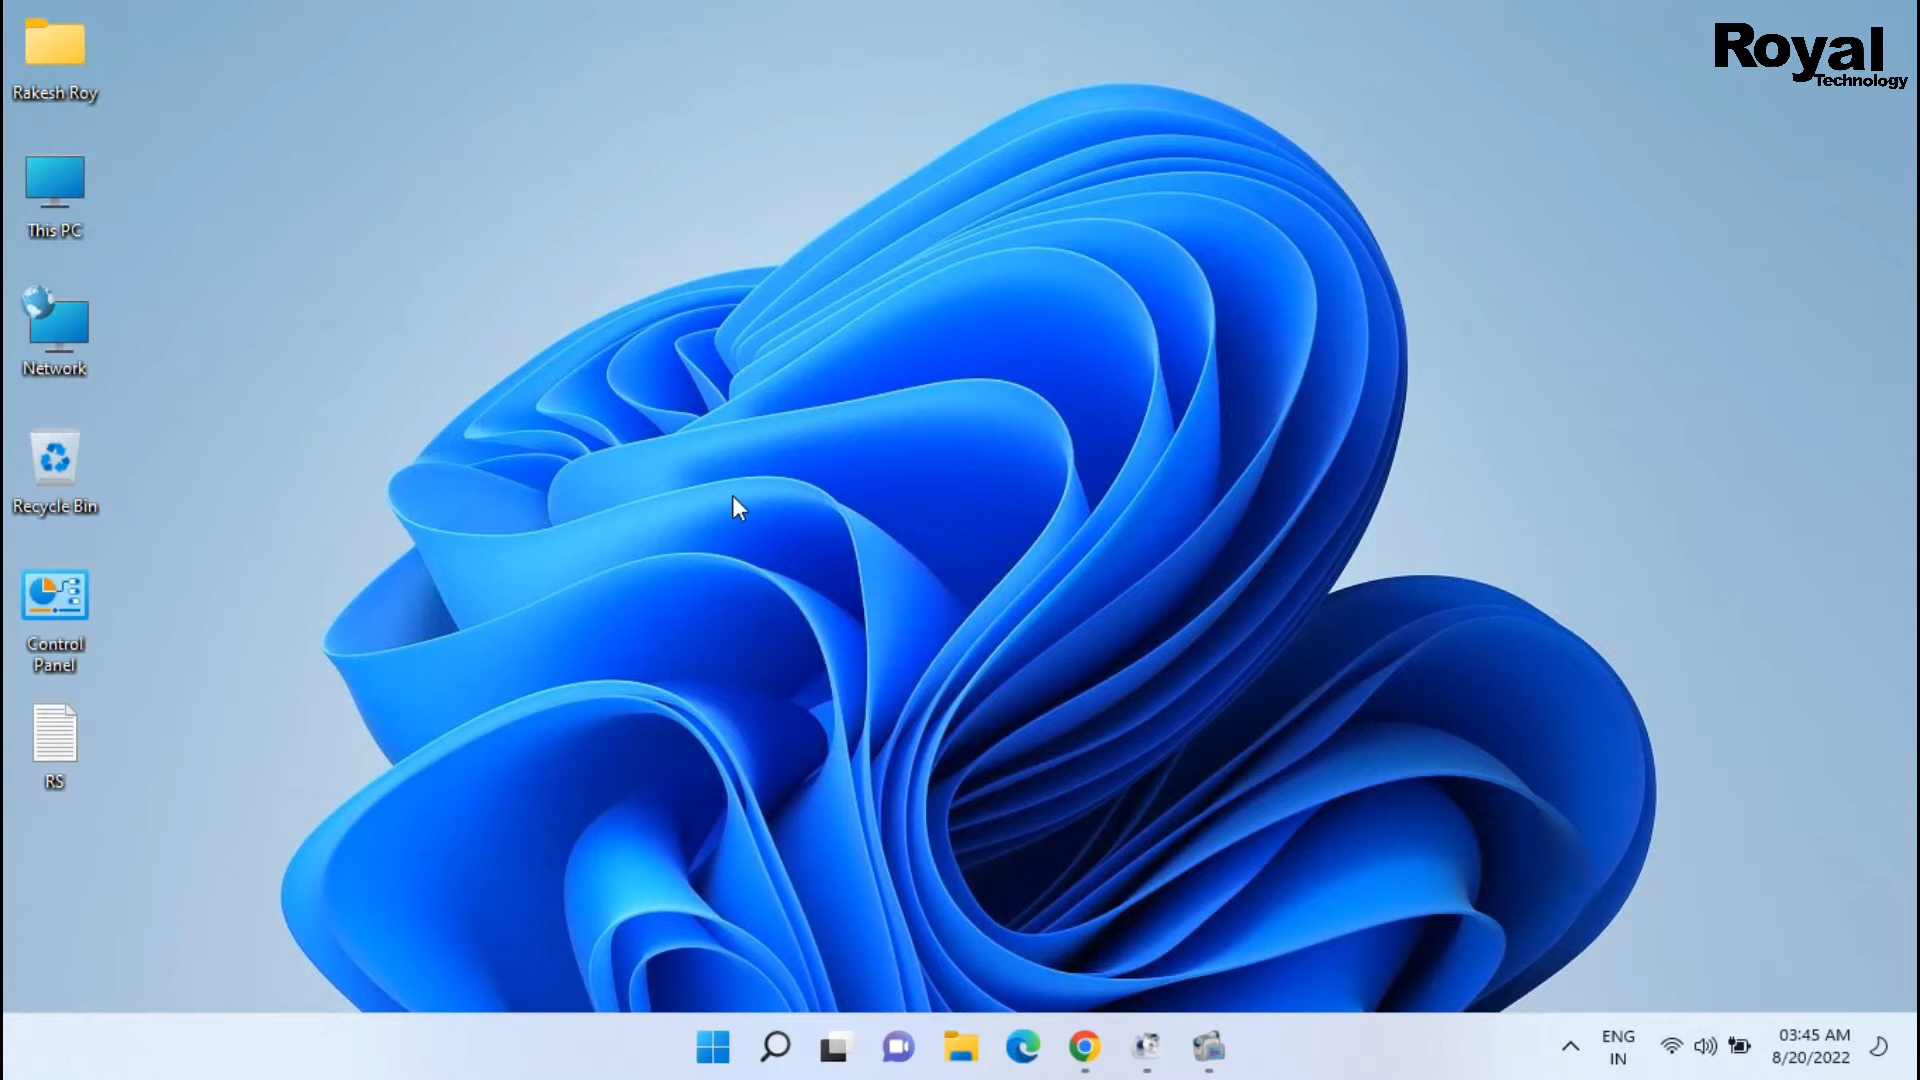 Royal
Technology
Rakesh Roy
This PC
Network
Recycle Bin
Control
Panel
RS
ENG
IN
03:45 AM
8/20/2022